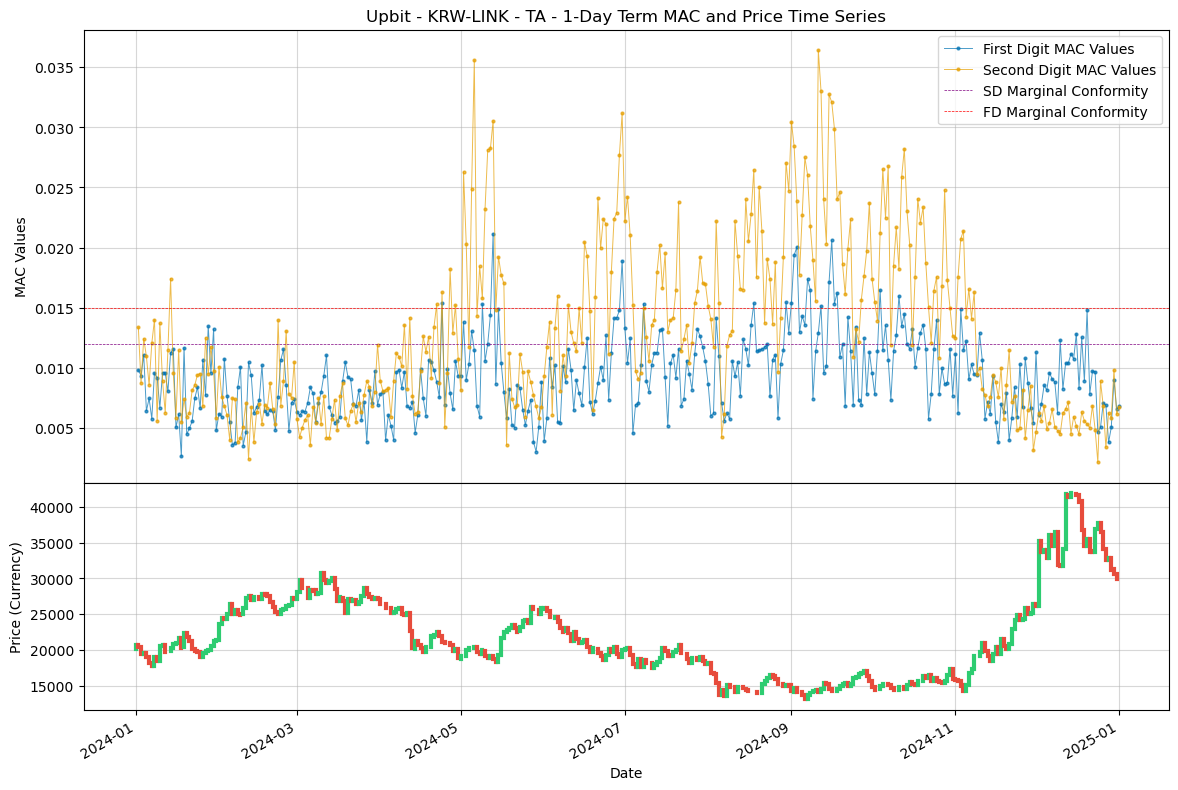 Upbit - KRW-LINK - TA - 1-Day Term MAC and Price Time Series
First Digit MAC Values
Second Digit MAC Values
SD Marginal Conformity
FD Marginal Conformity
MAC Values
0.035
0.030
0.025
0.020
0.015
0.010
0.005
Price (Currency)
40000
35000
30000
25000
20000
15000
2024-01
2024-03
2024-05
2024-07
2024-09
2024-11
2025-01
Date